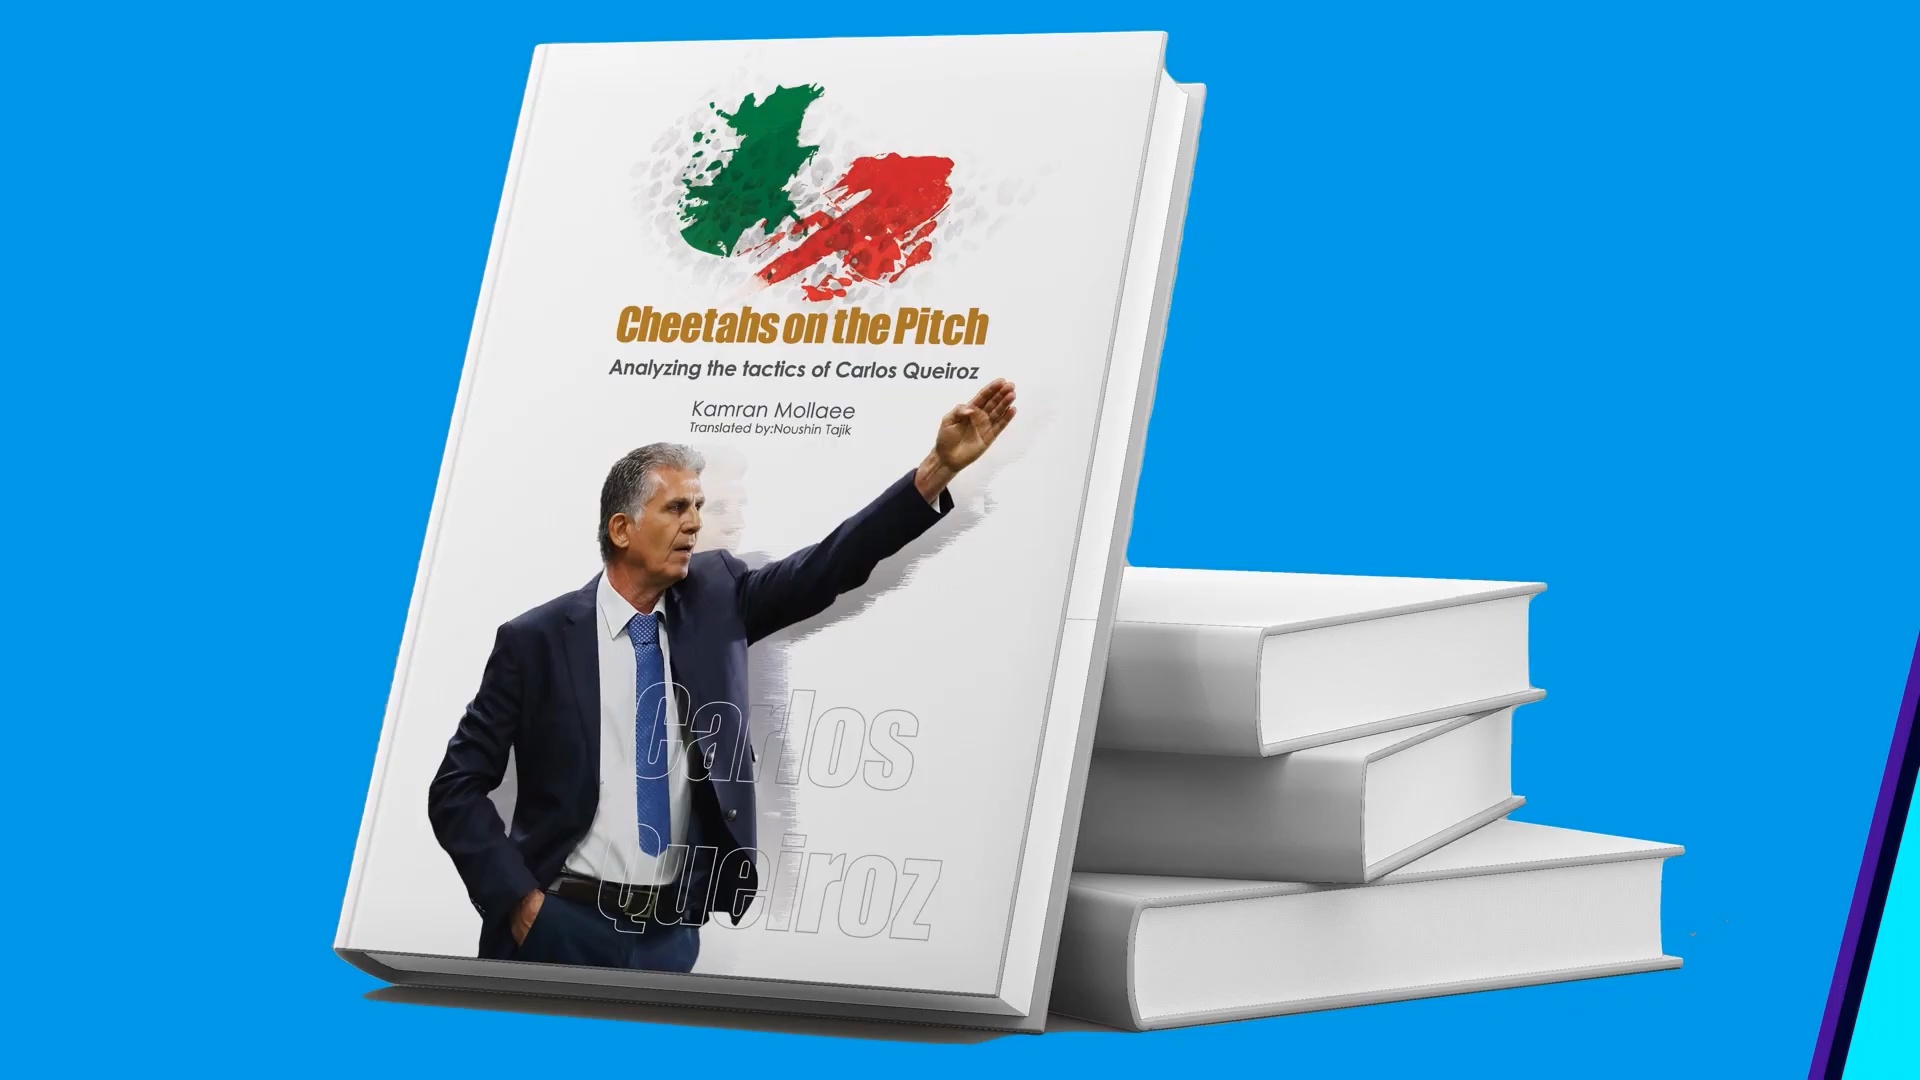 Cheetahs on the Pitch
Analyzing the tactics of Carlos Queiroz
Kamran Mollaee
Translated by:Noushin Tajik
Carlos
Queiroz